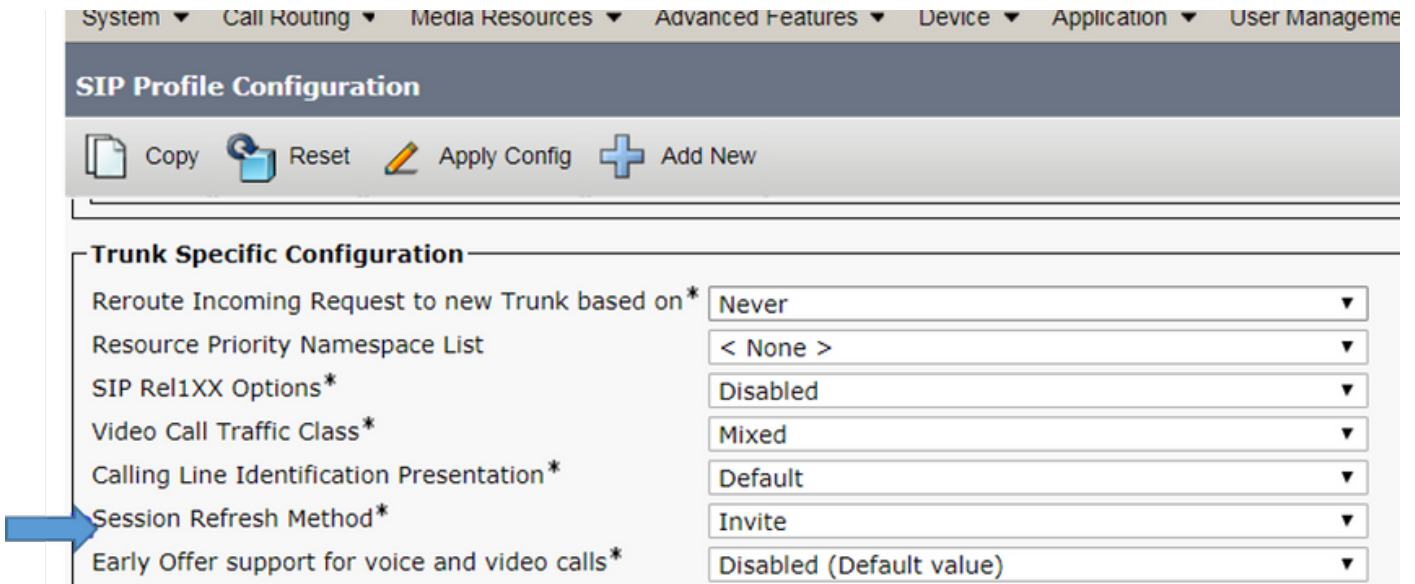 System ▼ Call Routing ▼ Media Resources ▼ Advanced Features ▼ Device ▼ Application ▼ User Manageme
SIP Profile Configuration
Copy Reset Apply Config Add New
Trunk Specific Configuration
Reroute Incoming Request to new Trunk based on* Never
Resource Priority Namespace List < None >
SIP Rel1XX Options* Disabled
Video Call Traffic Class* Mixed
Calling Line Identification Presentation* Default
Session Refresh Method* Invite
Early Offer support for voice and video calls* Disabled (Default value)